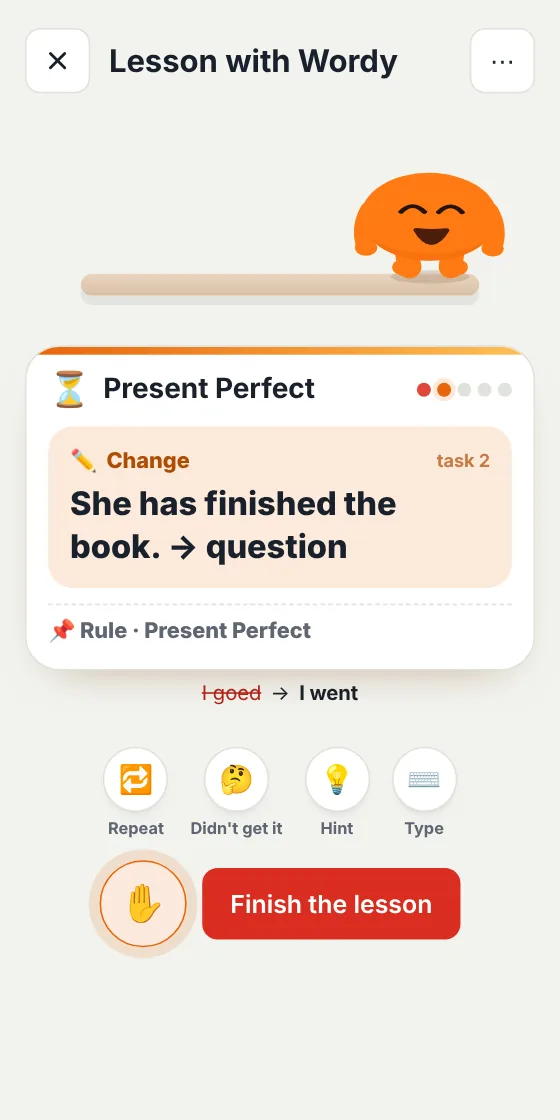 Lesson with Wordy
Present Perfect
Change
task 2
She has finished the
book. → question
Rule · Present Perfect
I goed → I went
Repeat
Didn't get it
Hint
Type
Finish the lesson